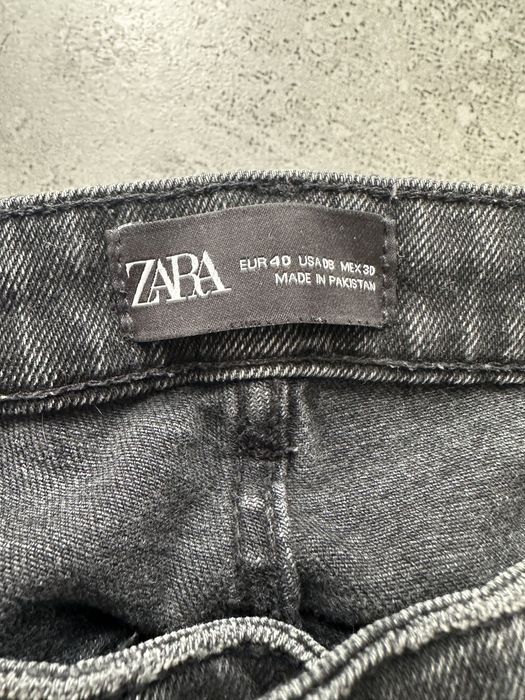 ZARA
EUR 40 USA 08 MEX 30
MADE IN PAKISTAN